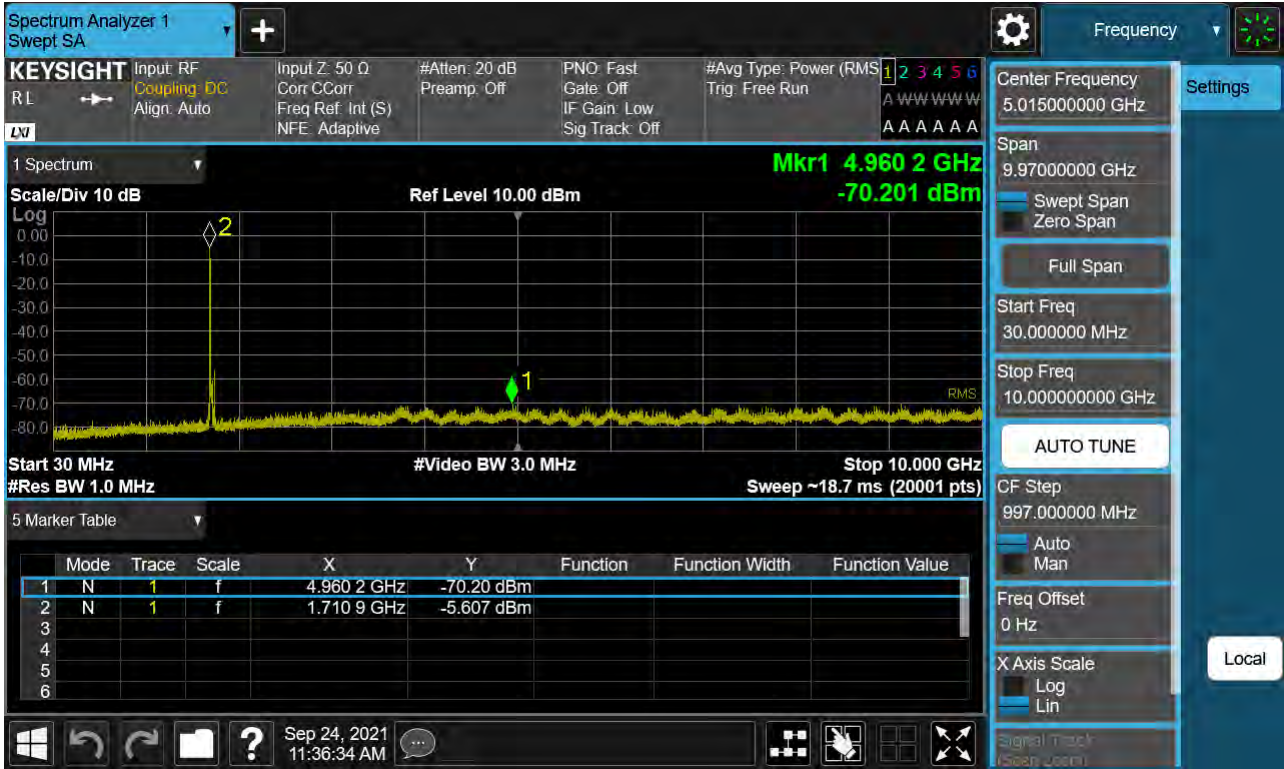 Spectrum Analyzer 1
Swept SA
+
Frequency
KEYSIGHT
RL
LXI
Input: RF
Coupling: DC
Align: Auto
Input Z: 50 Ω
Corr CCorr
Freq Ref: Int (S)
NFE: Adaptive
#Atten: 20 dB
Preamp: Off
PNO: Fast
Gate: Off
IF Gain: Low
Sig Track: Off
#Avg Type: Power (RMS
Trig: Free Run
1 2 3 4 5 6
A W W W W W
A A A A A A
1 Spectrum
Scale/Div 10 dB
Ref Level 10.00 dBm
Mkr1 4.960 2 GHz
-70.201 dBm
Log
0.00
-10.0
-20.0
-30.0
-40.0
-50.0
-60.0
-70.0
-80.0
2
1
RMS
Start 30 MHz
#Video BW 3.0 MHz
Stop 10.000 GHz
#Res BW 1.0 MHz
Sweep ~18.7 ms (20001 pts)
5 Marker Table
Mode Trace Scale X Y Function Function Width Function Value
1 N 1 f 4.960 2 GHz -70.20 dBm
2 N 1 f 1.710 9 GHz -5.607 dBm
3
4
5
6
Center Frequency
5.015000000 GHz
Span
9.97000000 GHz
Swept Span
Zero Span
Full Span
Start Freq
30.000000 MHz
Stop Freq
10.000000000 GHz
AUTO TUNE
CF Step
997.000000 MHz
Auto
Man
Freq Offset
0 Hz
X Axis Scale
Log
Lin
Signal Track
(Span Zoom)
Settings
Local
?
Sep 24, 2021
11:36:34 AM